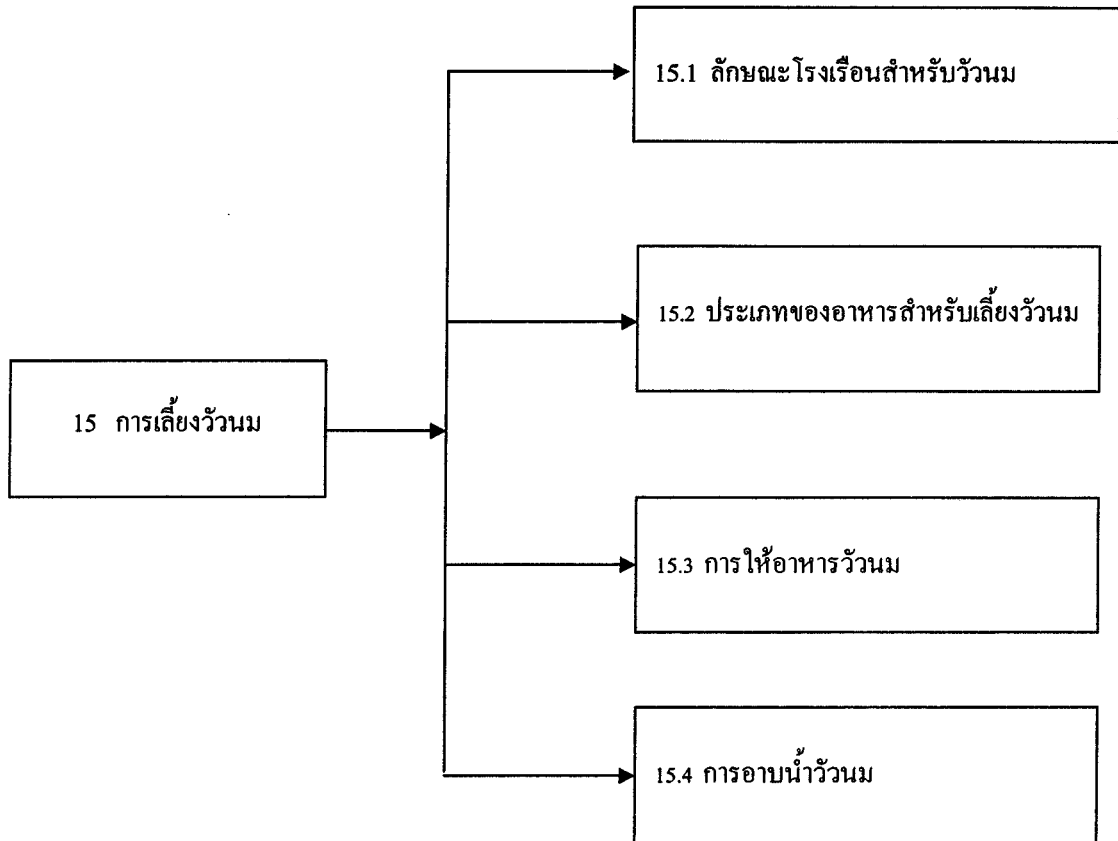 15.1 ลักษณะโรงเรือนสำหรับวัวนม
15.2 ประเภทของอาหารสำหรับเลี้ยงวัวนม
15 การเลี้ยงวัวนม
15.3 การให้อาหารวัวนม
15.4 การอาบน้ำวัวนม